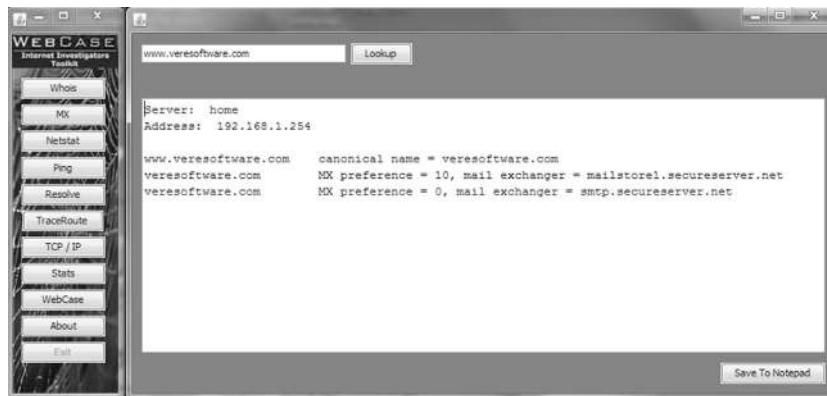 WEBCASE
Internet Investigators
Toolkit
Whois
MX
Netstat
Ping
Resolve
TraceRoute
TCP / IP
Stats
WebCase
About
Exit
www.veresoftware.com Lookup
Server: home
Address: 192.168.1.254
www.veresoftware.com canonical name = veresoftware.com
veresoftware.com MX preference = 10, mail exchanger = mailstore1.secureserver.net
veresoftware.com MX preference = 0, mail exchanger = smtp.secureserver.net
Save To Notepad